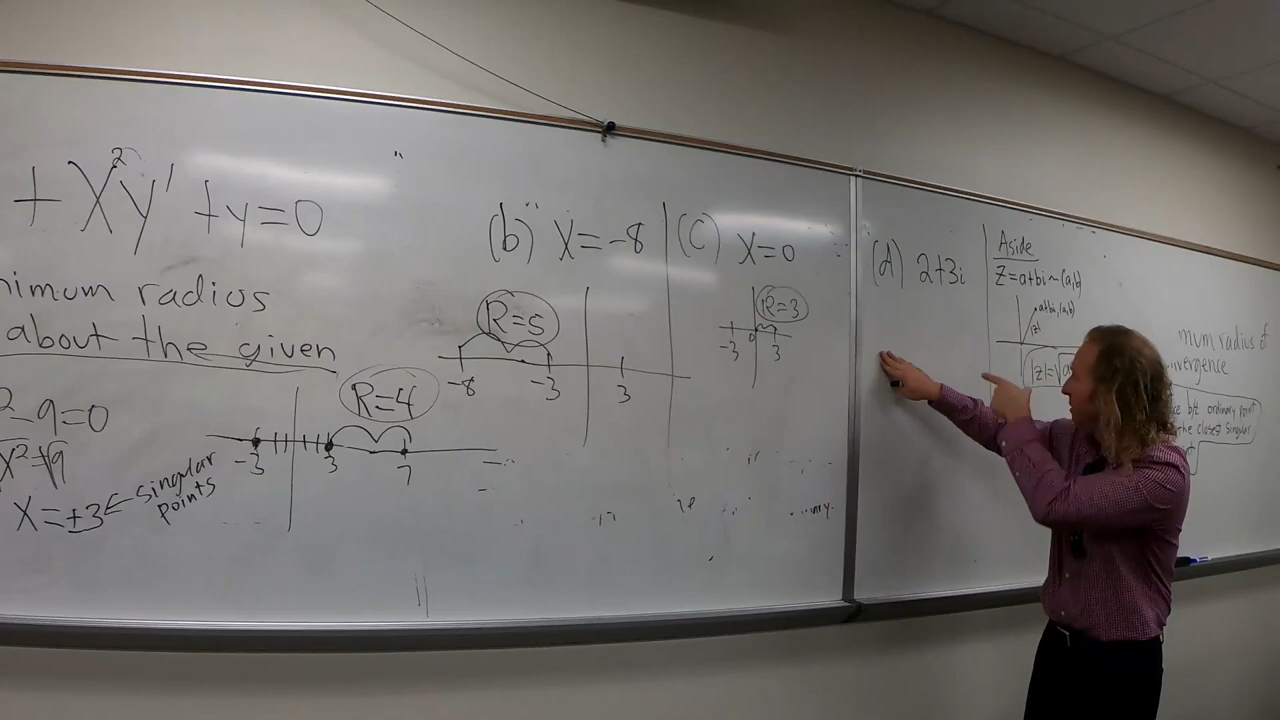 + x²y' + y = 0
nimum radius
about the given
² - 9 = 0
x² = 9
x = ±3 ← singular
points
-3 3 7
R=4
(b) x = -8
R=5
-8 -3 3
(c) x = 0
R=3
-3 0 3
(d) 2+3i
Aside
z = a+bi ~ (a,b)
a+bi, (a,b)
|z|
|z| = √a
mum radius of
vergence
ce b/t ordinary point
the closest singular